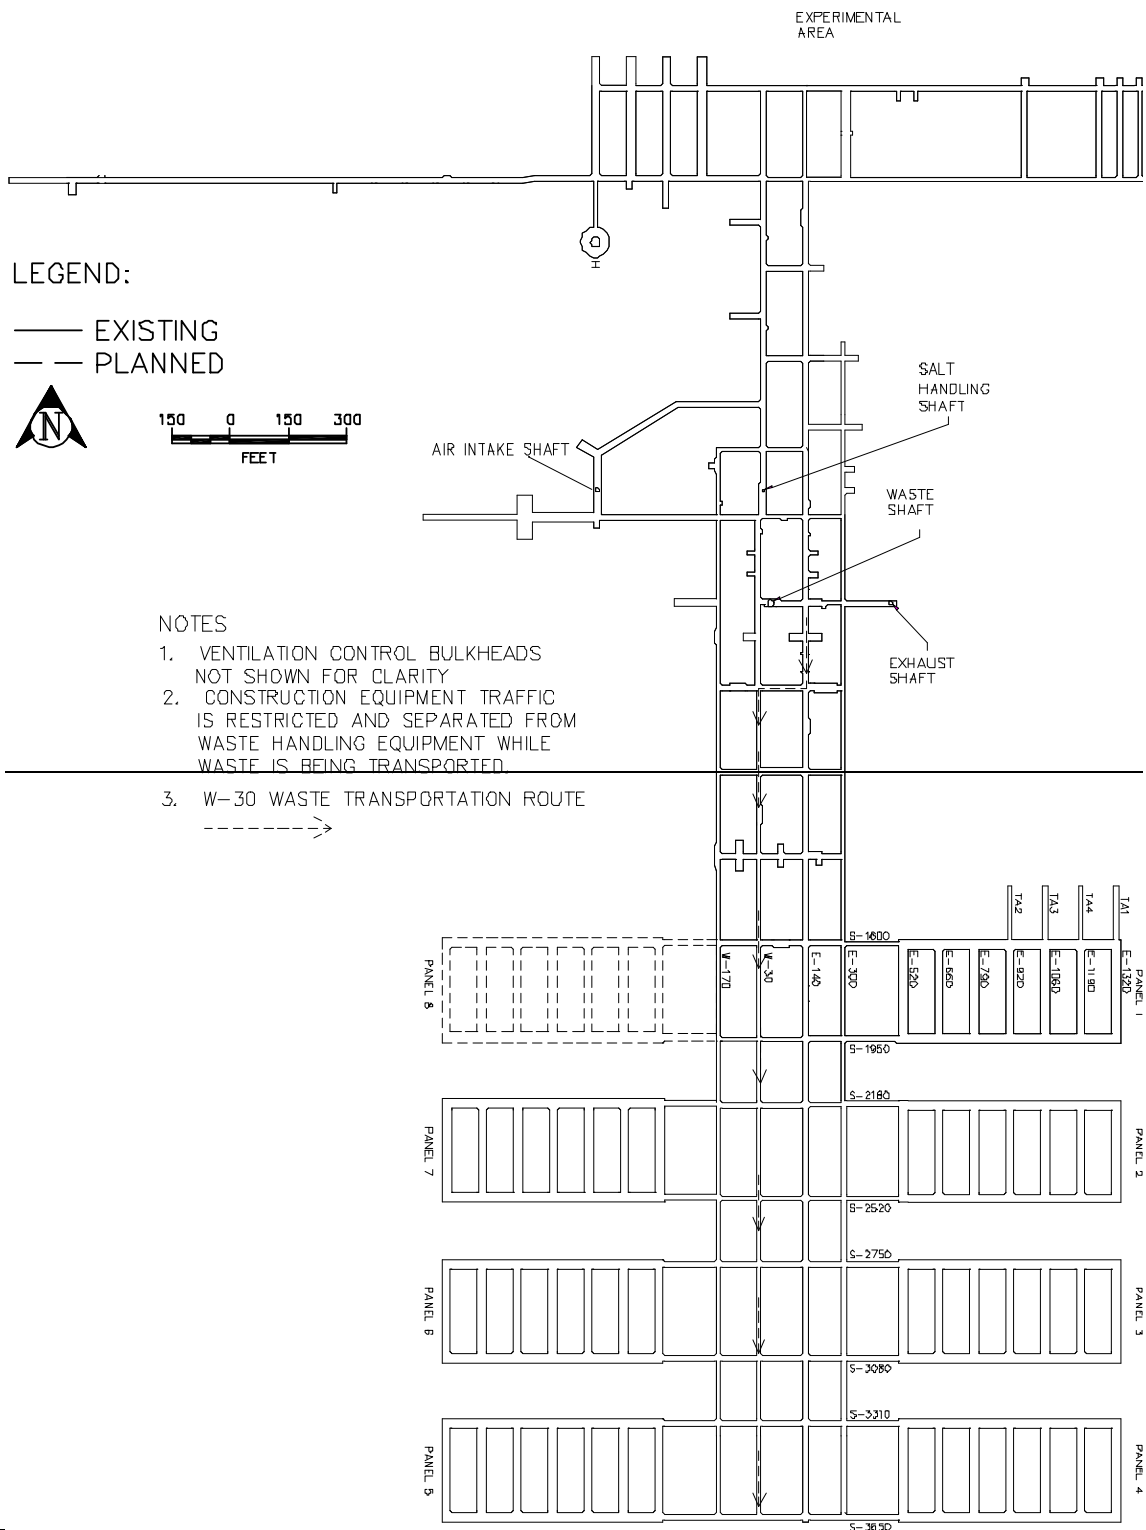 EXPERIMENTAL
AREA
LEGEND:
EXISTING
PLANNED
N
150 0 150 300
FEET
SALT
HANDLING
SHAFT
AIR INTAKE SHAFT
WASTE
SHAFT
EXHAUST
SHAFT
NOTES
1. VENTILATION CONTROL BULKHEADS
NOT SHOWN FOR CLARITY
2. CONSTRUCTION EQUIPMENT TRAFFIC
IS RESTRICTED AND SEPARATED FROM
WASTE HANDLING EQUIPMENT WHILE
WASTE IS BEING TRANSPORTED.
3. W-30 WASTE TRANSPORTATION ROUTE
TA2
TA3
TA4
TA1
S-1600
PANEL 8
W-170
W-30
E-140
E-300
E-520
E-660
E-790
E-920
E-1060
E-1190
E-1320
PANEL 1
S-1950
S-2180
PANEL 7
PANEL 2
S-2520
S-2750
PANEL 6
PANEL 3
S-3080
S-3310
PANEL 5
PANEL 4
S-3650